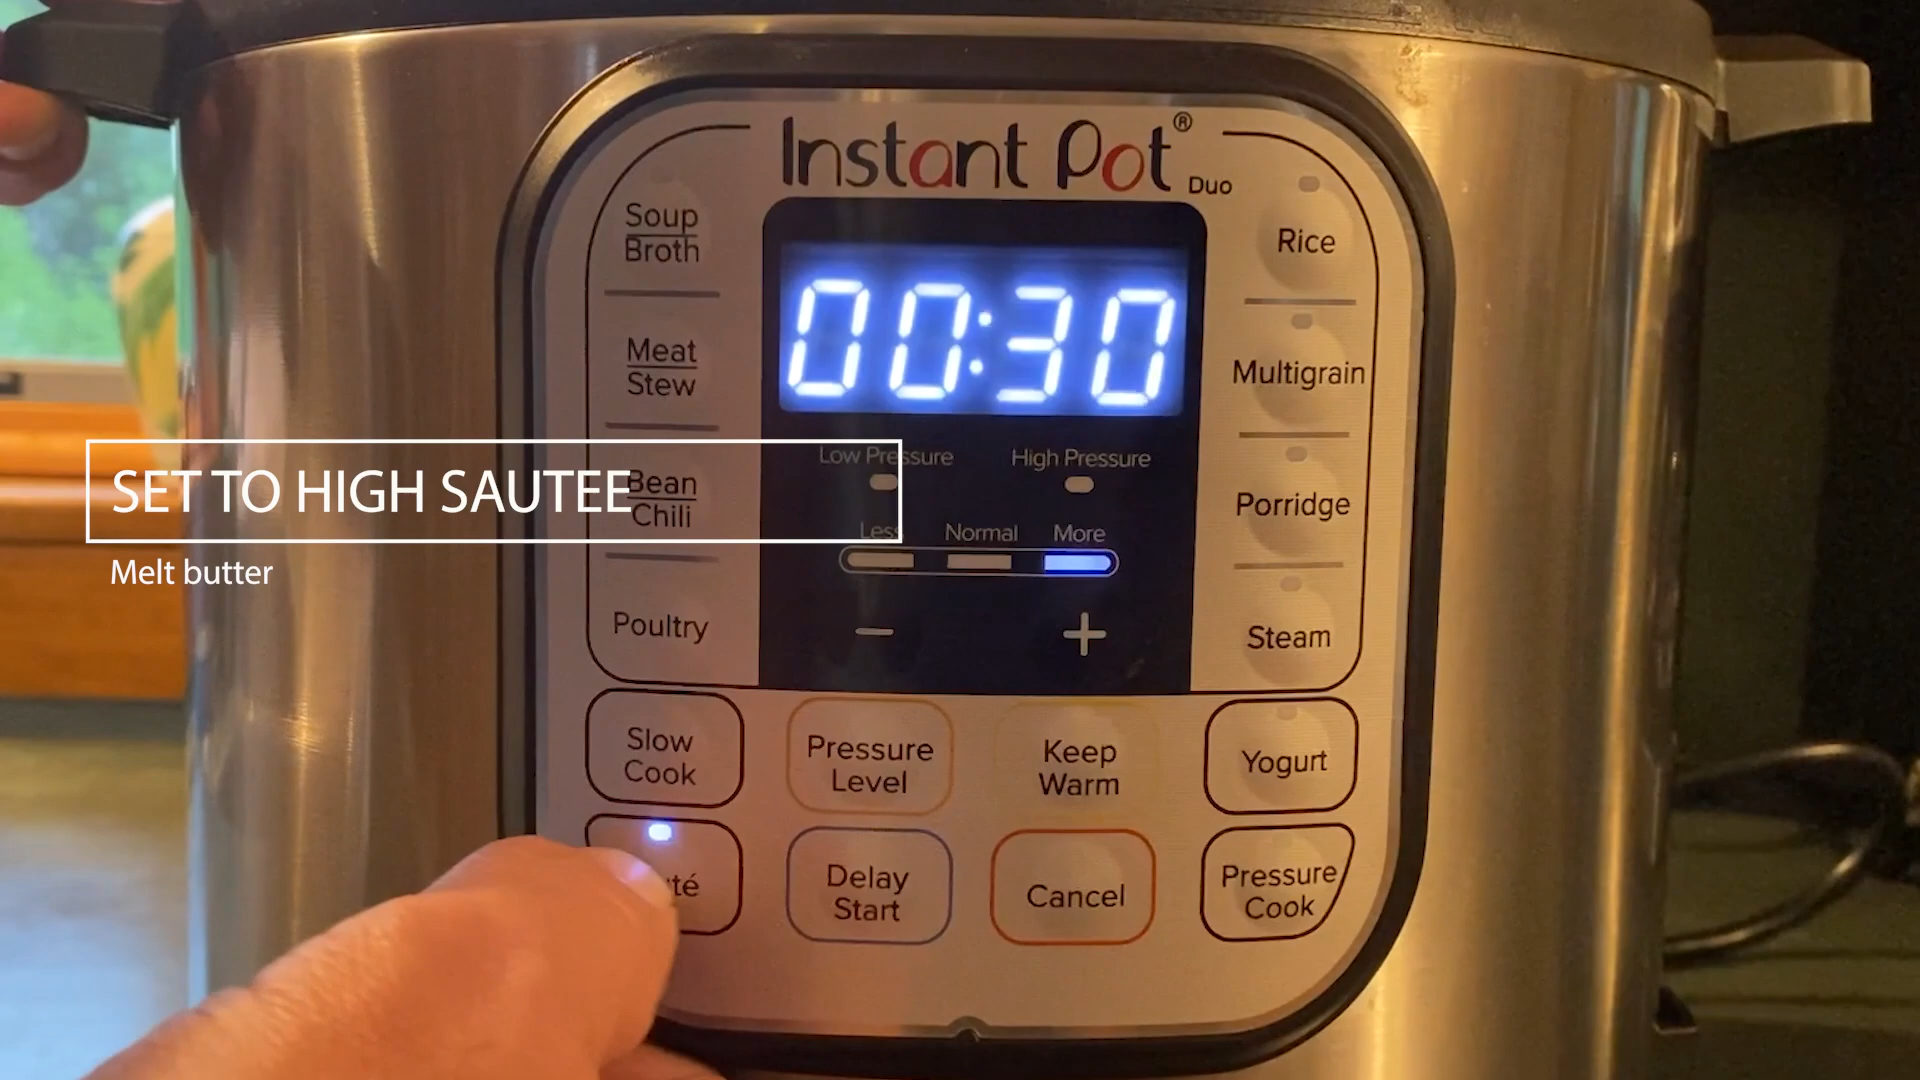 Instant Pot®
Duo
Soup
Broth
Rice
00:30
Meat
Stew
Multigrain
Low Pressure
High Pressure
SET TO HIGH SAUTEE
Bean
Chili
Porridge
Less
Normal
More
Melt butter
Poultry
Steam
Slow
Cook
Pressure
Level
Keep
Warm
Yogurt
té
Delay
Start
Cancel
Pressure
Cook